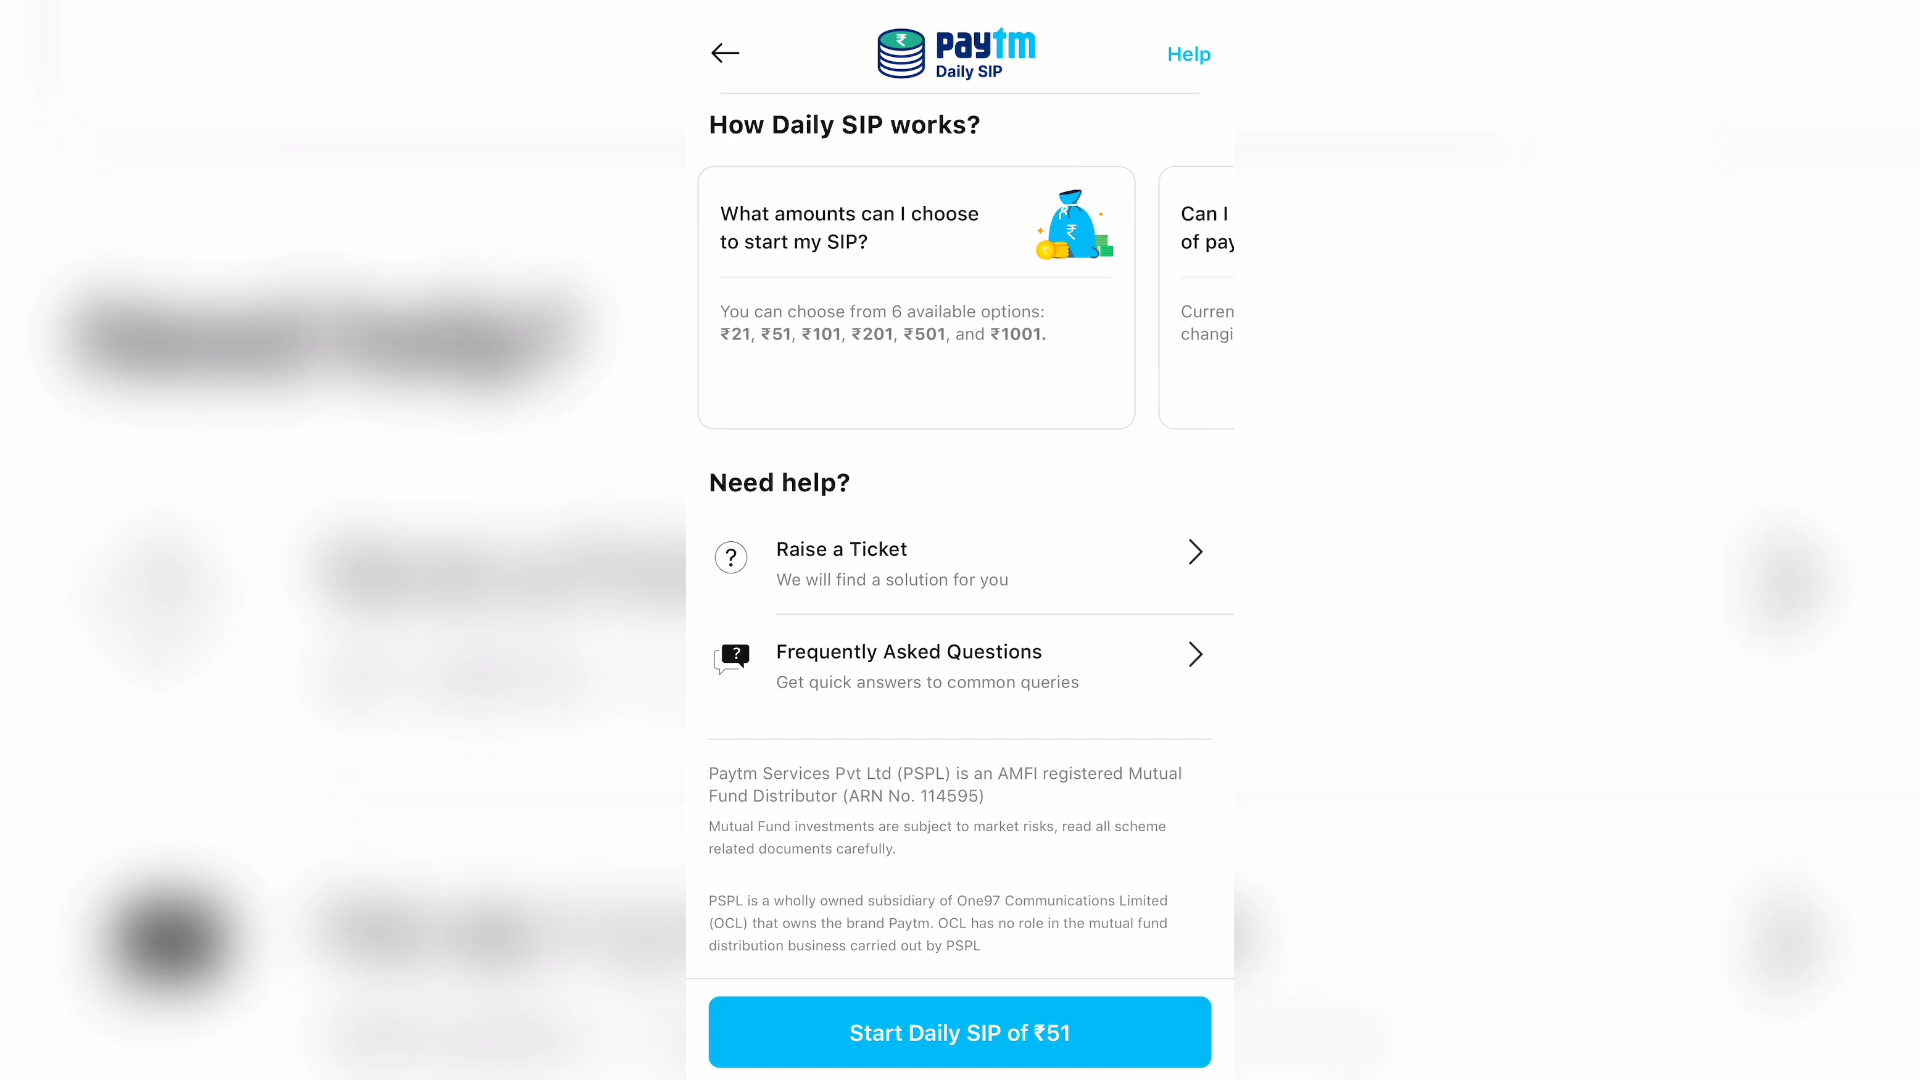 paytm
Daily SIP
Help
How Daily SIP works?
What amounts can I choose
to start my SIP?
You can choose from 6 available options:
₹21, ₹51, ₹101, ₹201, ₹501, and ₹1001.
Can I
of pay
Curren
changi
Need help?
Raise a Ticket
We will find a solution for you
Frequently Asked Questions
Get quick answers to common queries
Paytm Services Pvt Ltd (PSPL) is an AMFI registered Mutual
Fund Distributor (ARN No. 114595)
Mutual Fund investments are subject to market risks, read all scheme
related documents carefully.
PSPL is a wholly owned subsidiary of One97 Communications Limited
(OCL) that owns the brand Paytm. OCL has no role in the mutual fund
distribution business carried out by PSPL
Start Daily SIP of ₹51